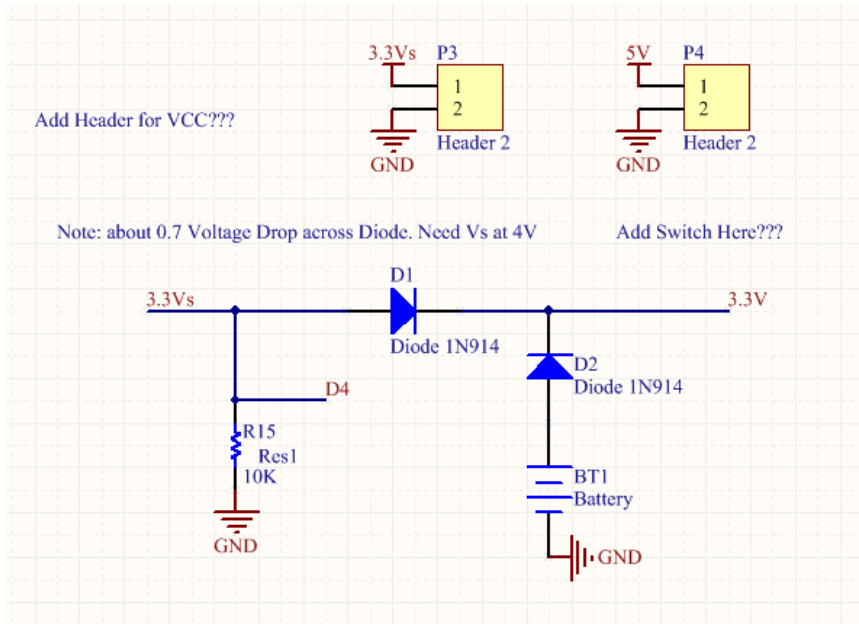 3.3Vs P3
5V P4
1
2
1
2
Add Header for VCC???
Header 2
Header 2
GND
GND
Note: about 0.7 Voltage Drop across Diode. Need Vs at 4V
Add Switch Here???
D1
3.3Vs
3.3V
Diode 1N914
D2
Diode 1N914
D4
R15
Res1
10K
BT1
Battery
GND
GND